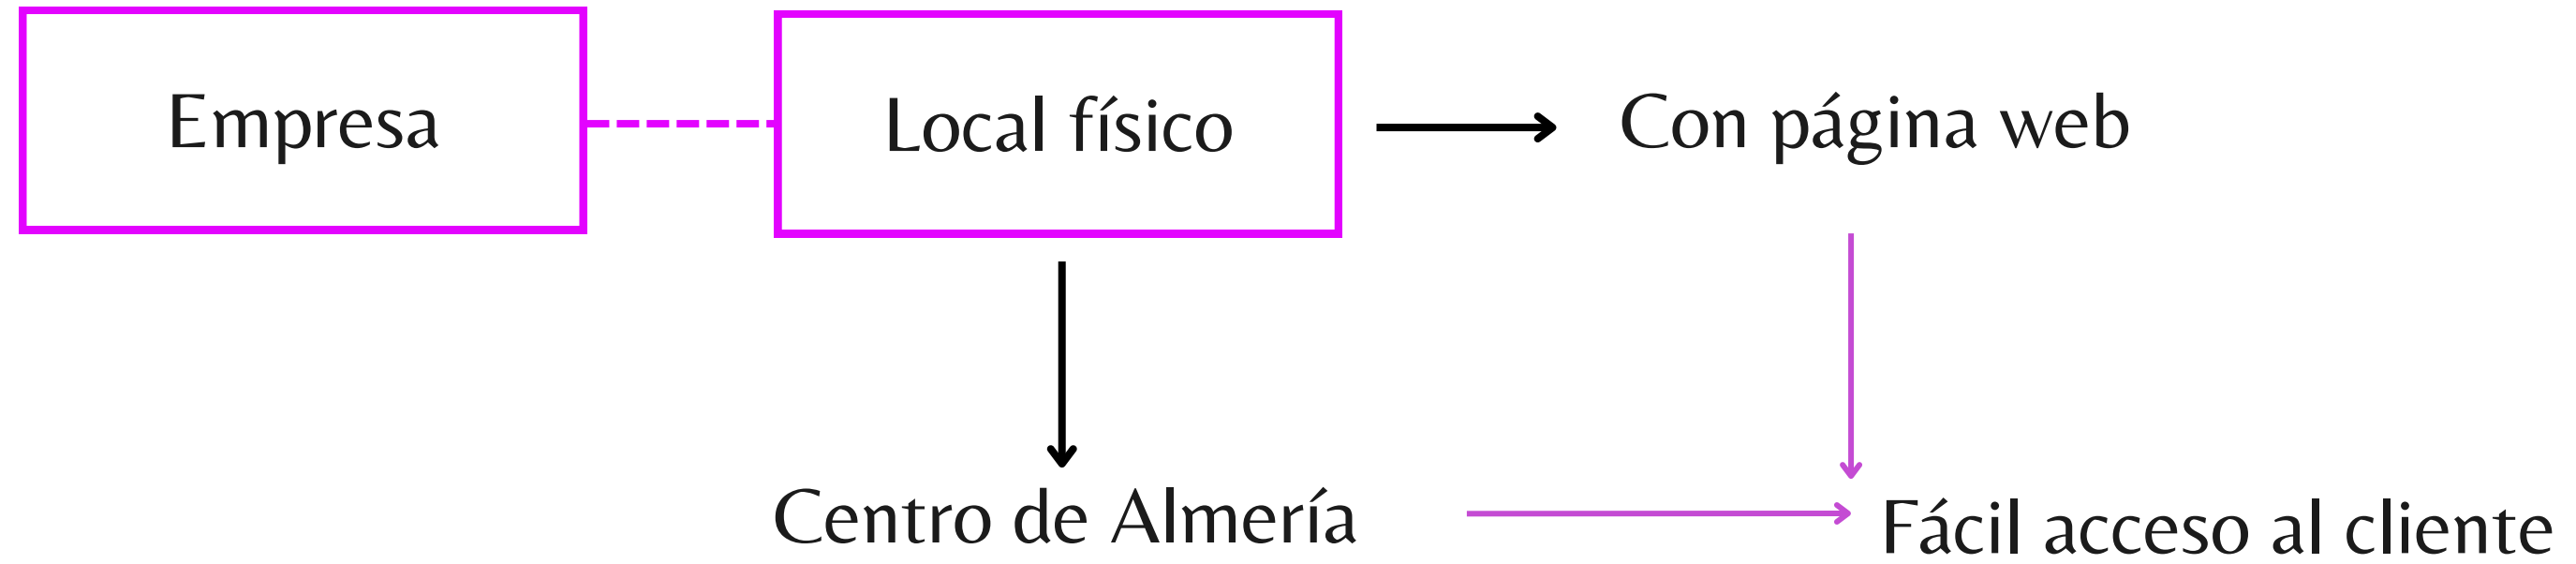 Empresa
Local físico
Con página web
Centro de Almería
Fácil acceso al cliente